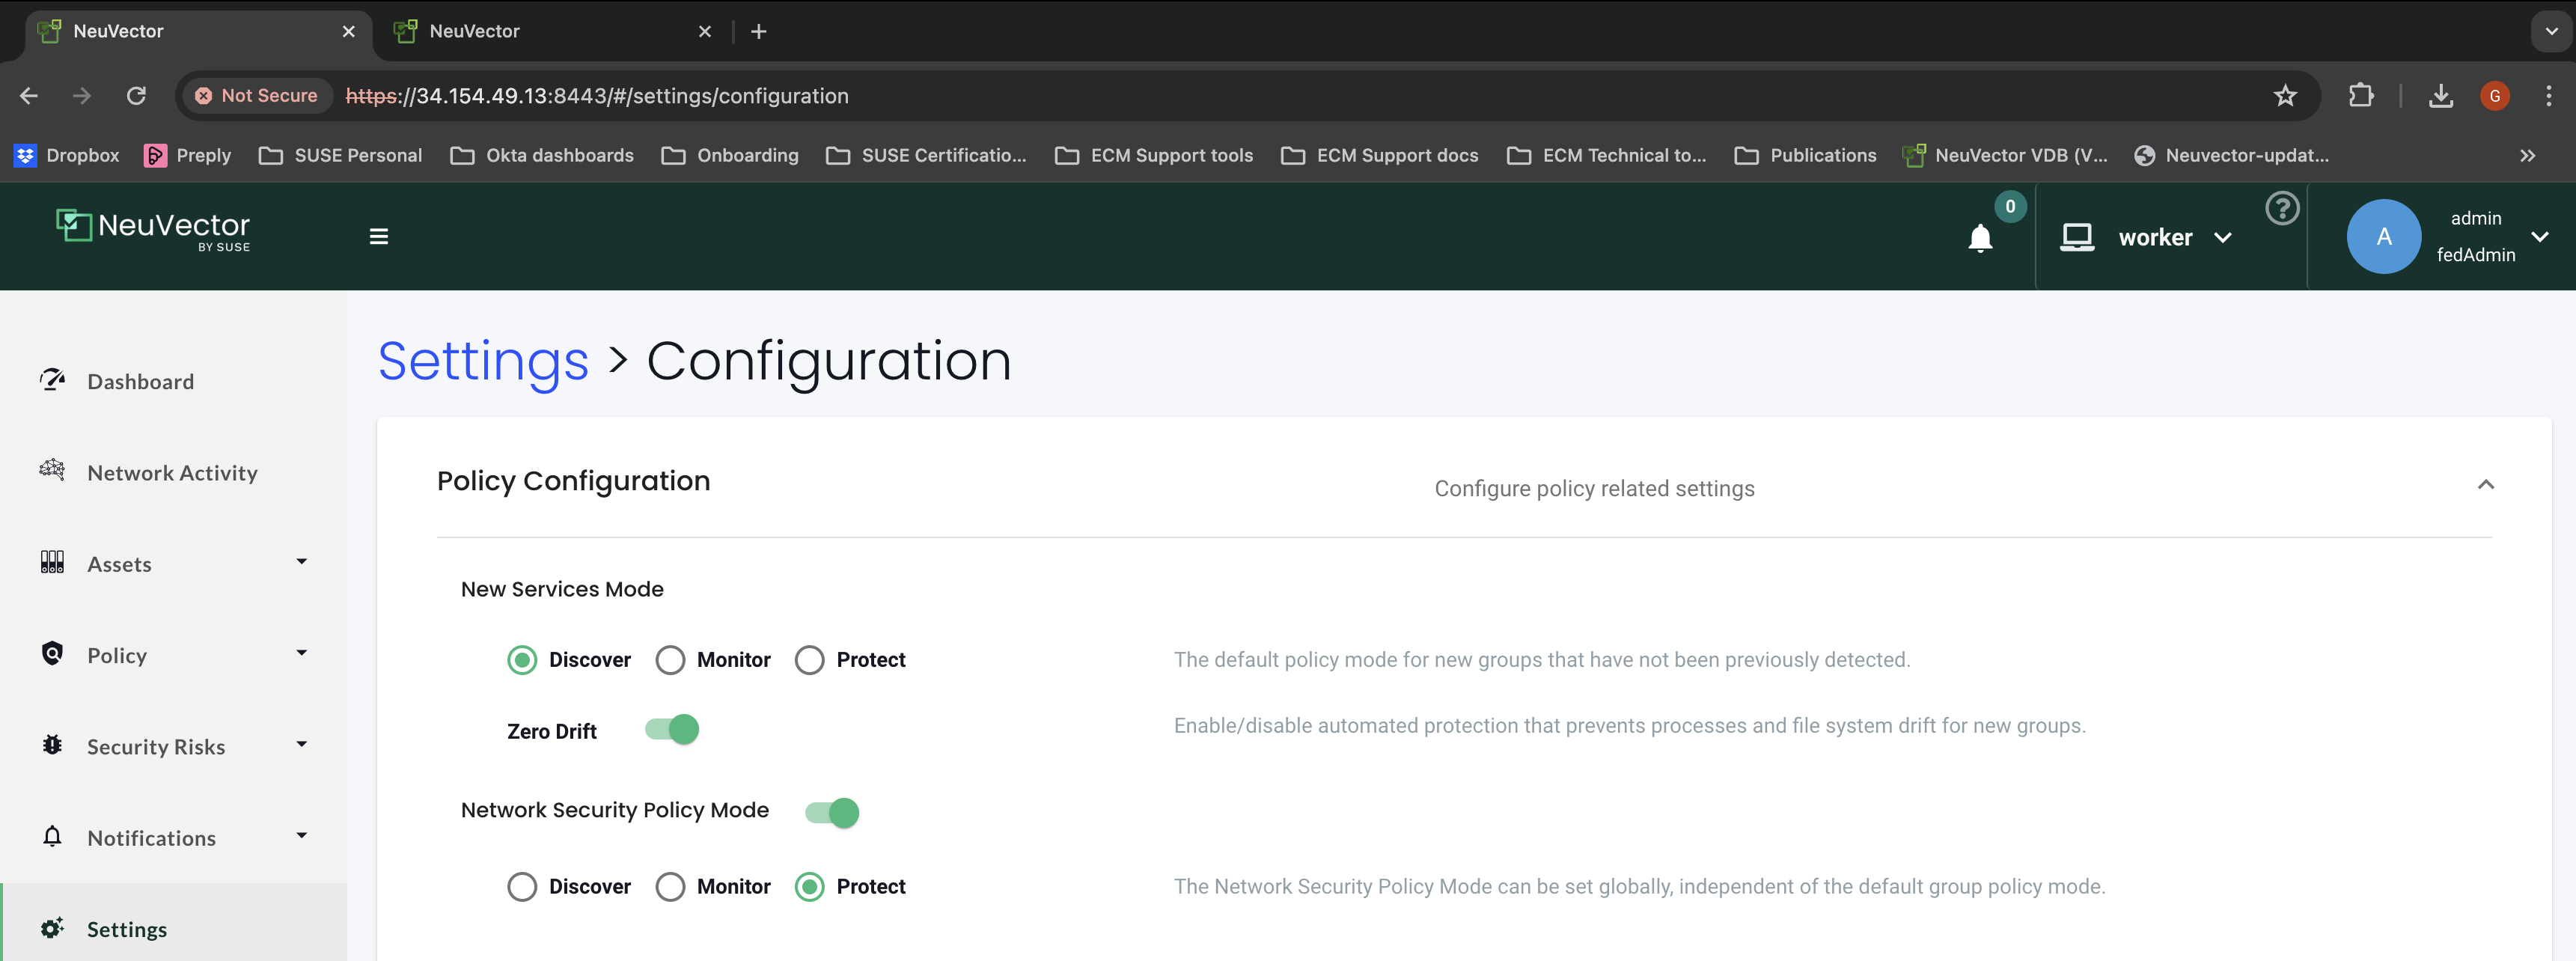 NeuVector
NeuVector
Not Secure https://34.154.49.13:8443/#/settings/configuration
G
Dropbox Preply SUSE Personal Okta dashboards Onboarding SUSE Certificatio... ECM Support tools ECM Support docs ECM Technical to... Publications NeuVector VDB (V... Neuvector-updat...
NeuVector
BY SUSE
0
worker
?
A
admin
fedAdmin
Dashboard
Network Activity
Assets
Policy
Security Risks
Notifications
Settings
Settings > Configuration
Policy Configuration
Configure policy related settings
New Services Mode
Discover Monitor Protect
The default policy mode for new groups that have not been previously detected.
Zero Drift
Enable/disable automated protection that prevents processes and file system drift for new groups.
Network Security Policy Mode
Discover Monitor Protect
The Network Security Policy Mode can be set globally, independent of the default group policy mode.